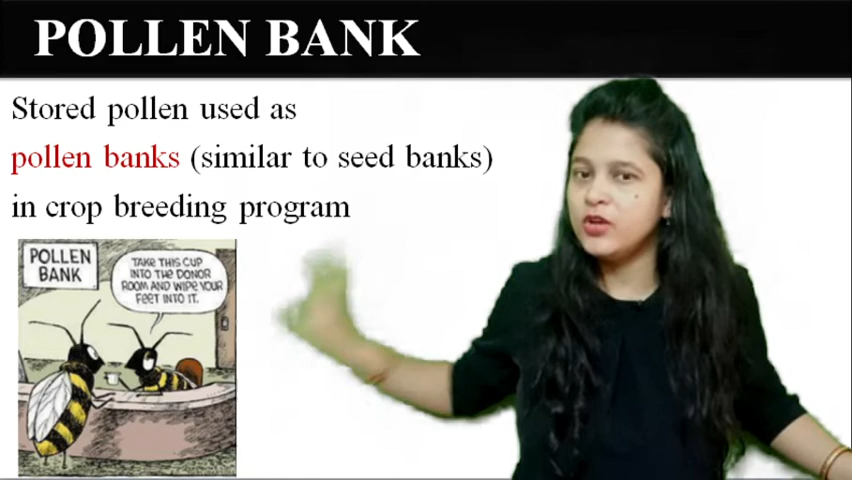 POLLEN BANK
Stored pollen used as
pollen banks (similar to seed banks)
in crop breeding program
POLLEN
BANK
TAKE THIS CUP
INTO THE DONOR
ROOM AND WIPE YOUR
FEET INTO IT.